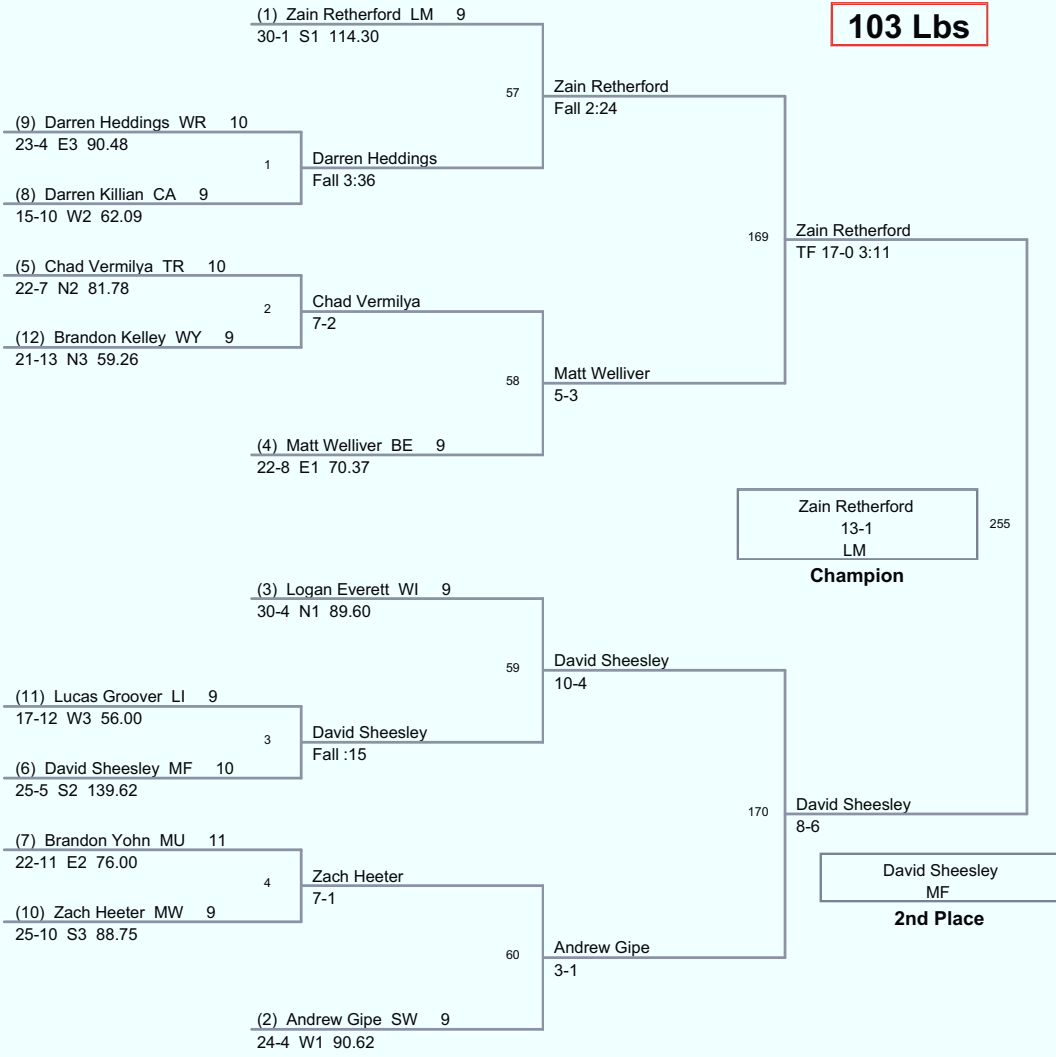 103 Lbs
(1) Zain Retherford LM 9
30-1 S1 114.30
57
Zain Retherford
Fall 2:24
(9) Darren Heddings WR 10
23-4 E3 90.48
1
Darren Heddings
Fall 3:36
(8) Darren Killian CA 9
15-10 W2 62.09
169
Zain Retherford
TF 17-0 3:11
(5) Chad Vermilya TR 10
22-7 N2 81.78
2
Chad Vermilya
7-2
(12) Brandon Kelley WY 9
21-13 N3 59.26
58
Matt Welliver
5-3
(4) Matt Welliver BE 9
22-8 E1 70.37
Zain Retherford
13-1
LM
Champion
255
(3) Logan Everett WI 9
30-4 N1 89.60
59
David Sheesley
10-4
(11) Lucas Groover LI 9
17-12 W3 56.00
3
David Sheesley
Fall :15
(6) David Sheesley MF 10
25-5 S2 139.62
170
David Sheesley
8-6
(7) Brandon Yohn MU 11
22-11 E2 76.00
4
Zach Heeter
7-1
David Sheesley
MF
2nd Place
(10) Zach Heeter MW 9
25-10 S3 88.75
60
Andrew Gipe
3-1
(2) Andrew Gipe SW 9
24-4 W1 90.62